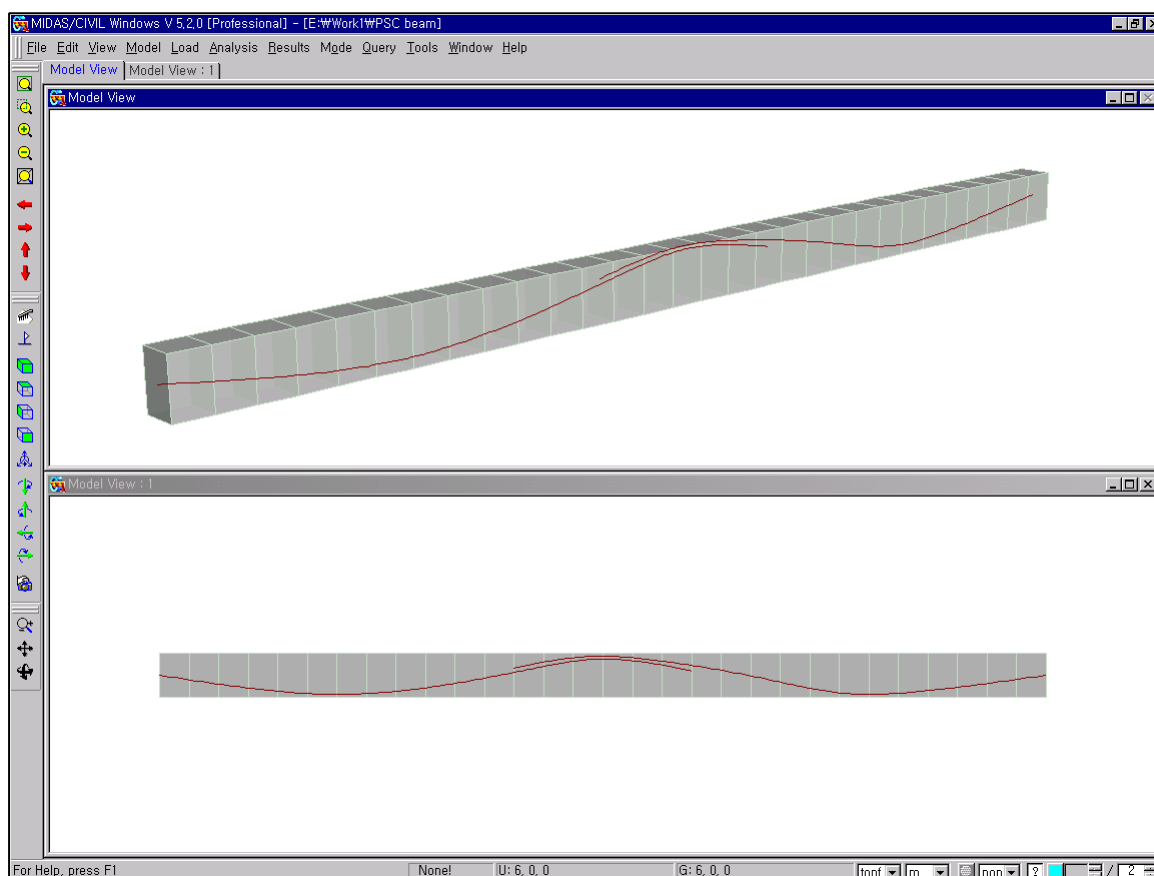 MIDAS/CIVIL Windows V 5,2,0 [Professional] - [E:₩Work1₩PSC beam]
File Edit View Model Load Analysis Results Mode Query Tools Window Help
Model View Model View : 1
Model View
Model View : 1
For Help, press F1 None! U: 6, 0, 0 G: 6, 0, 0 tonf m non ? / 2